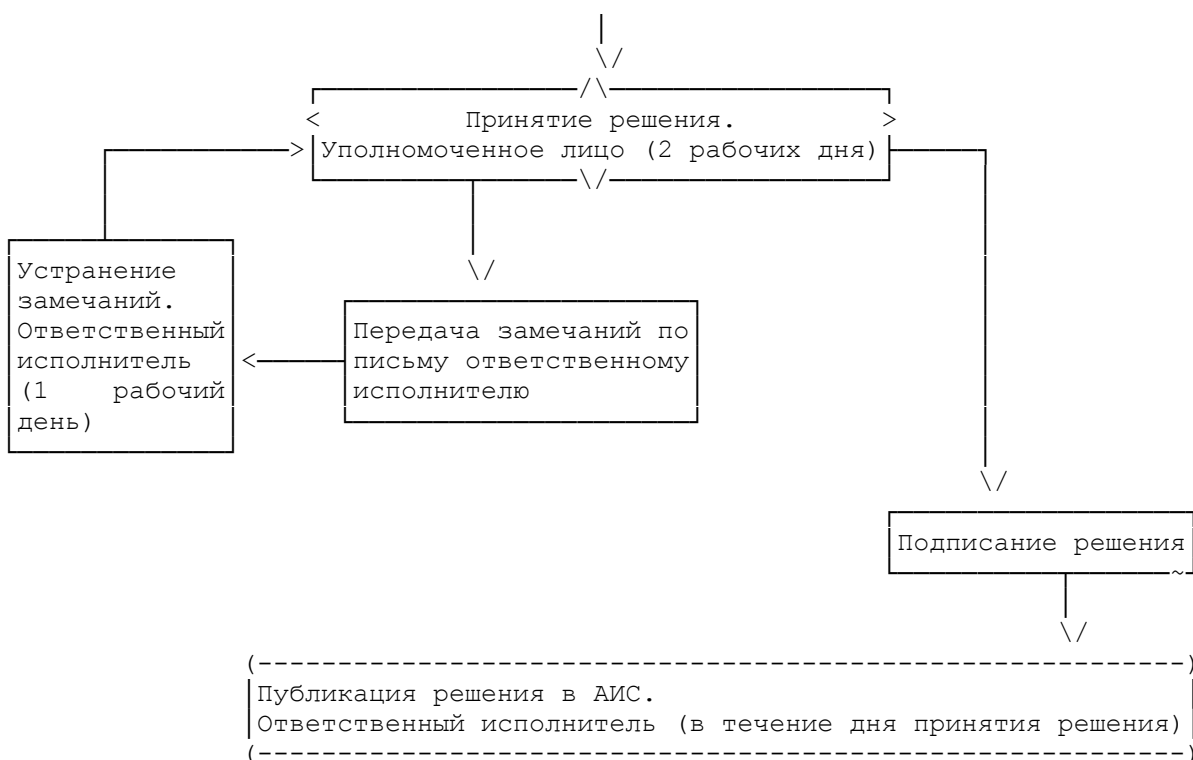 Принятие решения.
Уполномоченное лицо (2 рабочих дня)
Устранение
замечаний.
Ответственный
исполнитель
(1 рабочий
день)
Передача замечаний по
письму ответственному
исполнителю
Подписание решения
Публикация решения в АИС.
Ответственный исполнитель (в течение дня принятия решения)